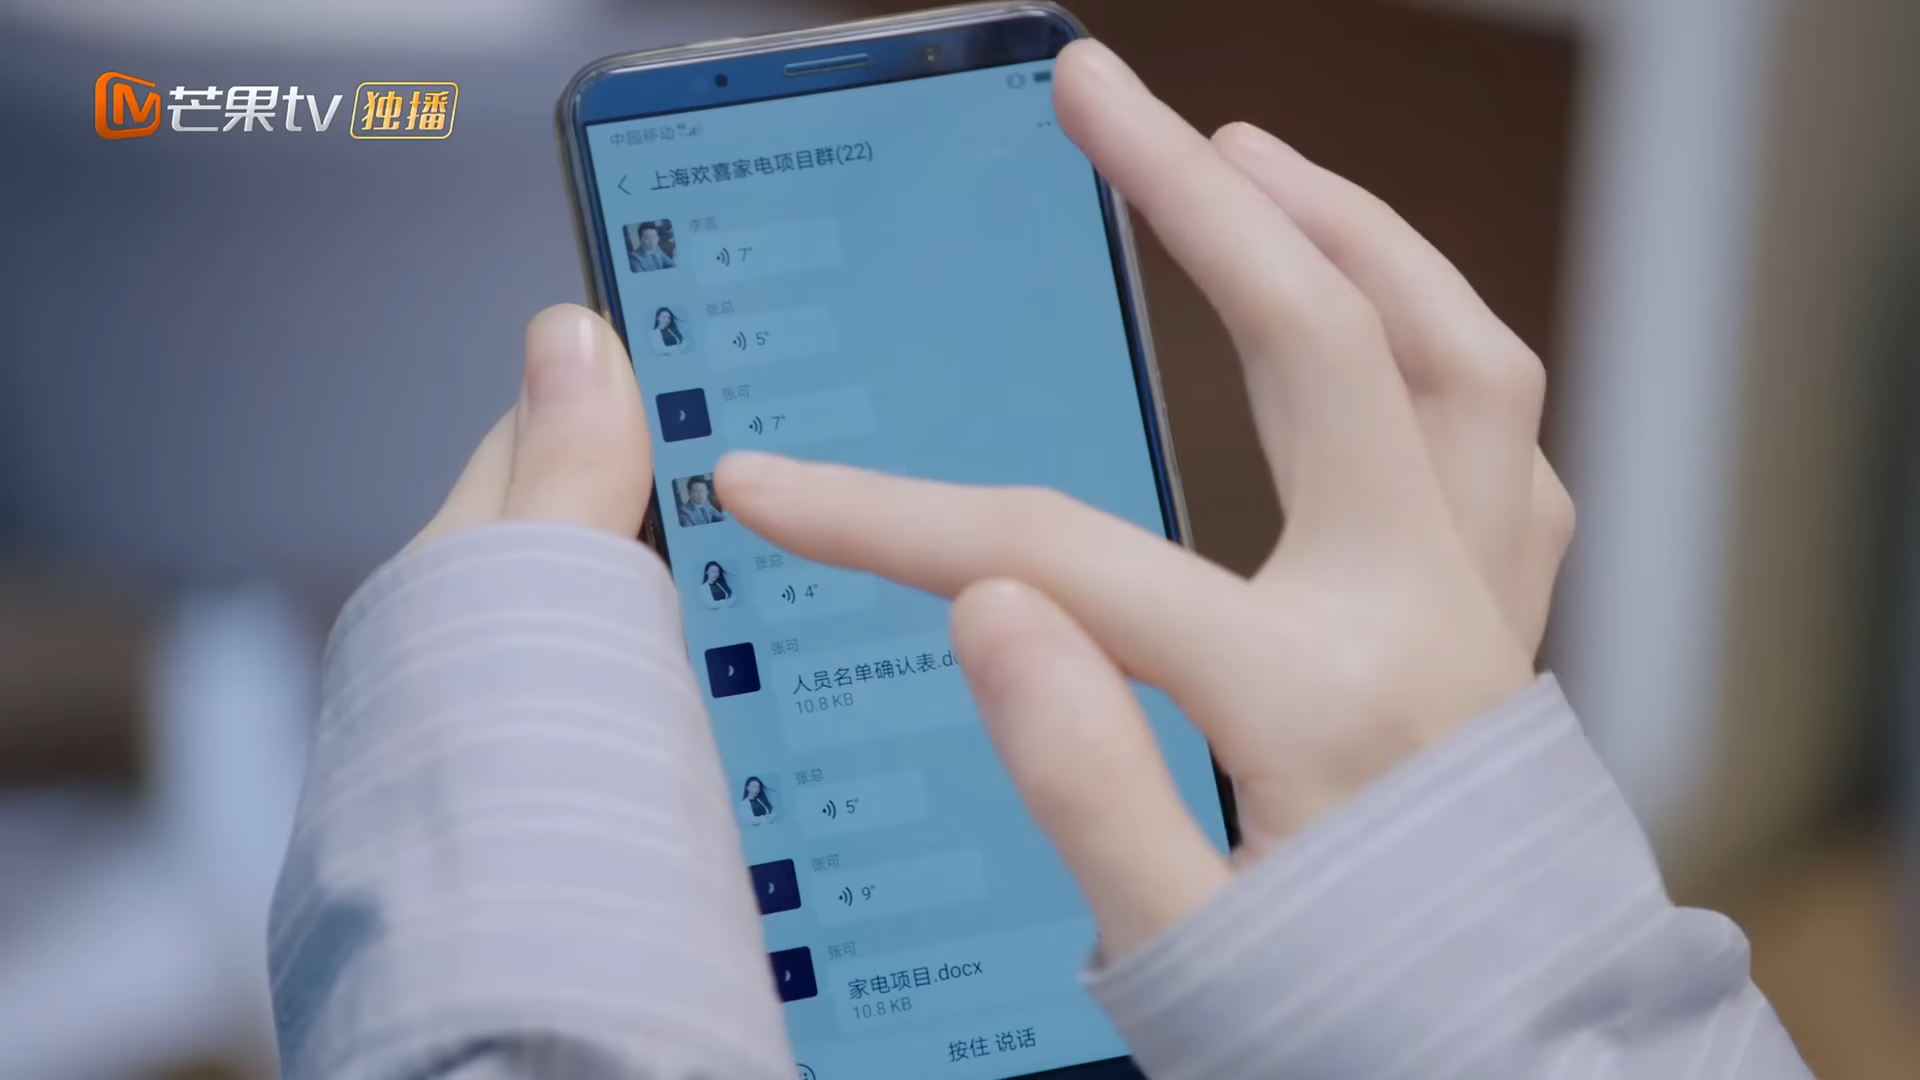 芒果tv 独播
中国移动
上海欢喜家电项目群(22)
李言
7"
张总
5"
张可
7"
张总
4"
张可
人员名单确认表.do
10.8 KB
张总
5"
张可
9"
张可
家电项目.docx
10.8 KB
按住 说话